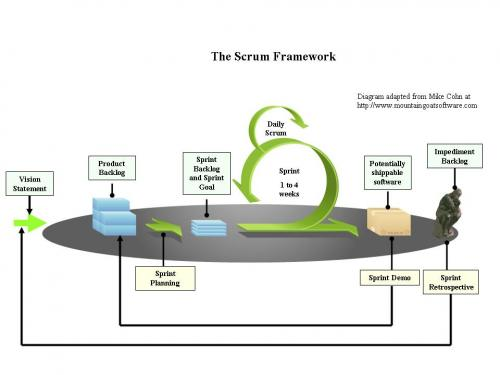 The Scrum Framework
Diagram adapted from Mike Cohn at
http://www.mountaingoatsoftware.com
Daily
Scrum
Impediment
Backlog
Sprint
Backlog
and Sprint
Goal
Product
Backlog
Potentially
shippable
software
Sprint
1 to 4
weeks
Vision
Statement
Sprint
Planning
Sprint Demo
Sprint
Retrospective